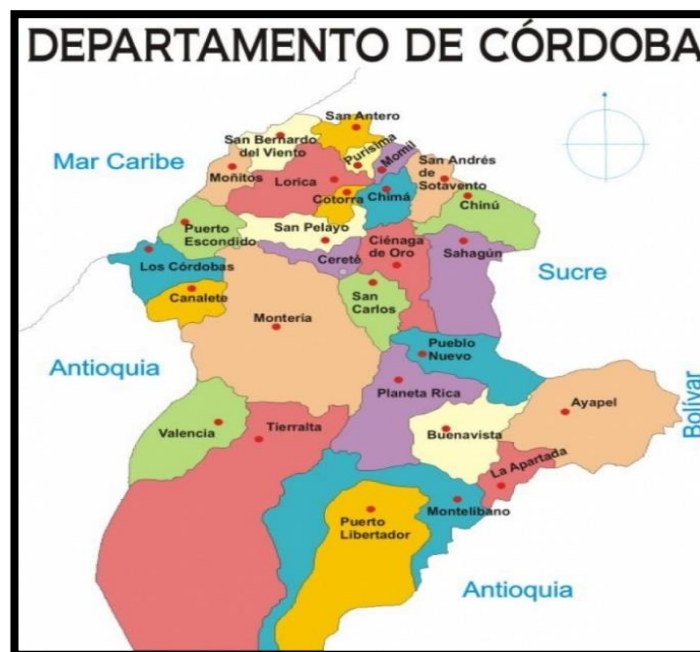 DEPARTAMENTO DE CÓRDOBA
San Antero
San Bernardo
del Viento
Purísima
Momil
San Andrés
de
Sotavento
Mar Caribe
Moñitos
Lorica
Cotorra
Chimá
Chinú
Puerto
Escondido
San Pelayo
Ciénaga
de Oro
Sahagún
Cereté
Los Córdobas
Sucre
Canalete
San
Carlos
Montería
Pueblo
Nuevo
Antioquia
Planeta Rica
Ayapel
Bolívar
Valencia
Tierralta
Buenavista
La Apartada
Montelíbano
Puerto
Libertador
Antioquia